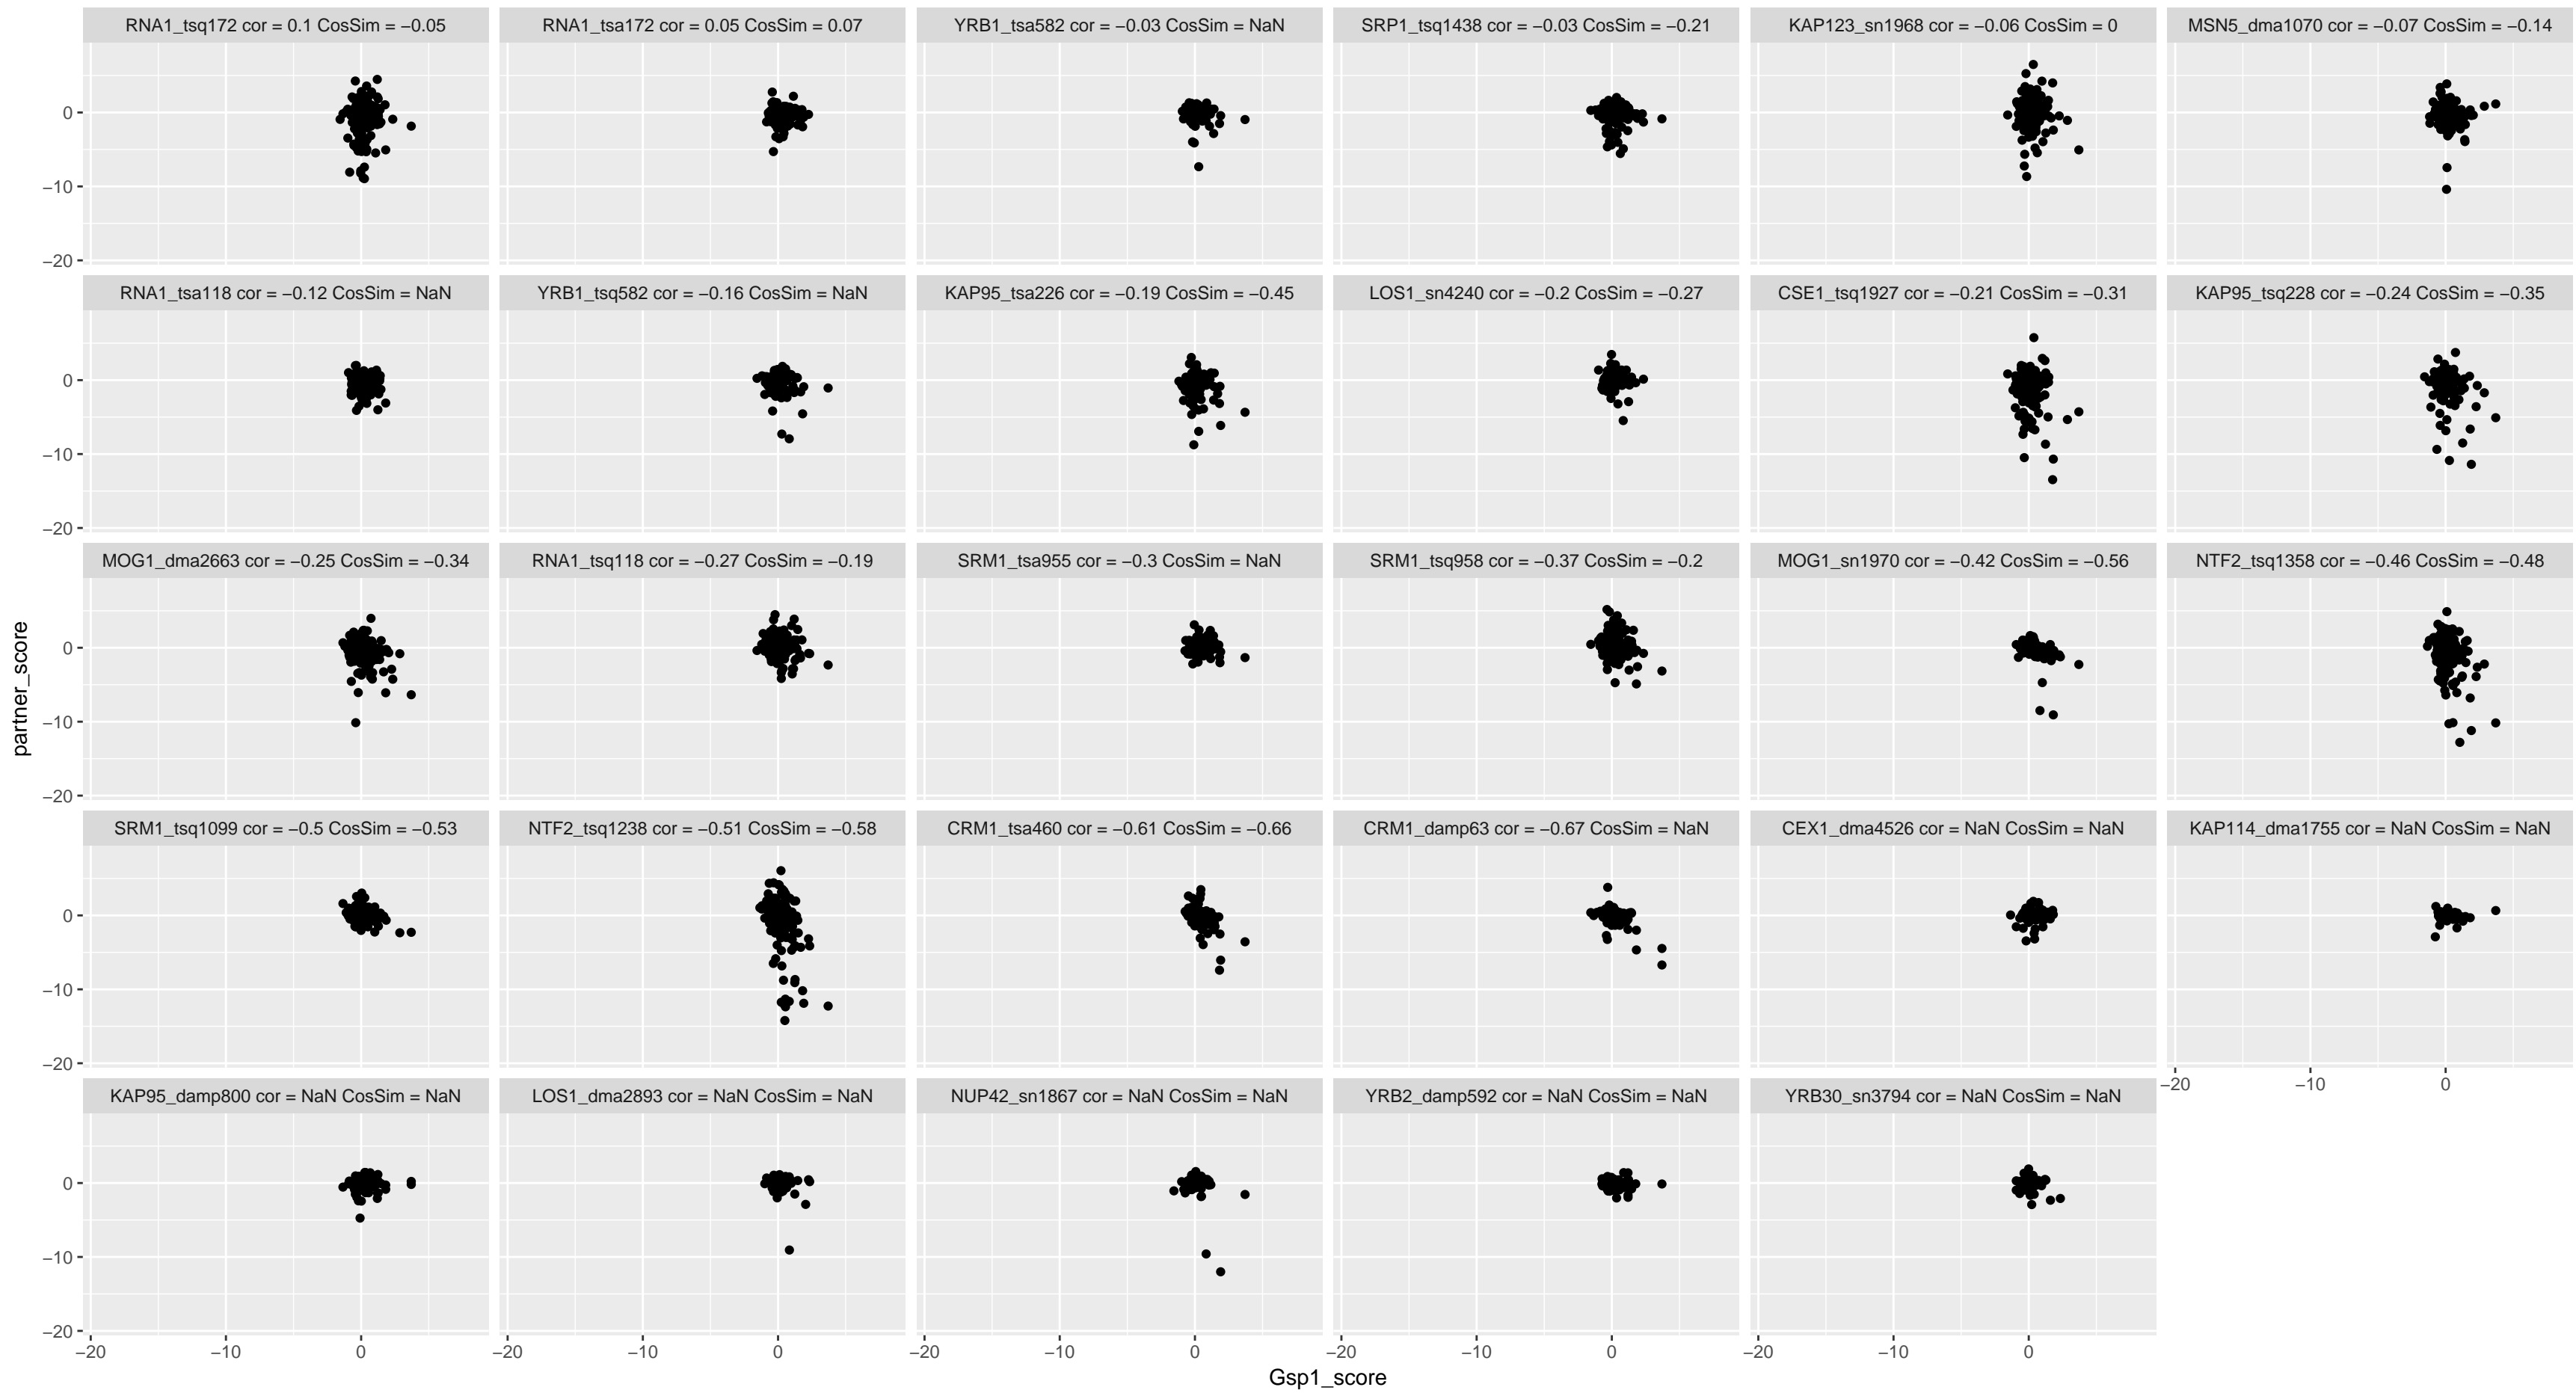 RNA1_tsq172 cor = 0.1 CosSim = −0.05
RNA1_tsa172 cor = 0.05 CosSim = 0.07
YRB1_tsa582 cor = −0.03 CosSim = NaN
SRP1_tsq1438 cor = −0.03 CosSim = −0.21
KAP123_sn1968 cor = −0.06 CosSim = 0
MSN5_dma1070 cor = −0.07 CosSim = −0.14
0
−10
−20
RNA1_tsa118 cor = −0.12 CosSim = NaN
YRB1_tsq582 cor = −0.16 CosSim = NaN
KAP95_tsa226 cor = −0.19 CosSim = −0.45
LOS1_sn4240 cor = −0.2 CosSim = −0.27
CSE1_tsq1927 cor = −0.21 CosSim = −0.31
KAP95_tsq228 cor = −0.24 CosSim = −0.35
0
−10
−20
MOG1_dma2663 cor = −0.25 CosSim = −0.34
RNA1_tsq118 cor = −0.27 CosSim = −0.19
SRM1_tsa955 cor = −0.3 CosSim = NaN
SRM1_tsq958 cor = −0.37 CosSim = −0.2
MOG1_sn1970 cor = −0.42 CosSim = −0.56
NTF2_tsq1358 cor = −0.46 CosSim = −0.48
0
−10
−20
partner_score
SRM1_tsq1099 cor = −0.5 CosSim = −0.53
NTF2_tsq1238 cor = −0.51 CosSim = −0.58
CRM1_tsa460 cor = −0.61 CosSim = −0.66
CRM1_damp63 cor = −0.67 CosSim = NaN
CEX1_dma4526 cor = NaN CosSim = NaN
KAP114_dma1755 cor = NaN CosSim = NaN
0
−10
−20
−20 −10 0
KAP95_damp800 cor = NaN CosSim = NaN
LOS1_dma2893 cor = NaN CosSim = NaN
NUP42_sn1867 cor = NaN CosSim = NaN
YRB2_damp592 cor = NaN CosSim = NaN
YRB30_sn3794 cor = NaN CosSim = NaN
0
−10
−20
−20 −10 0
−20 −10 0
−20 −10 0
−20 −10 0
−20 −10 0
Gsp1_score